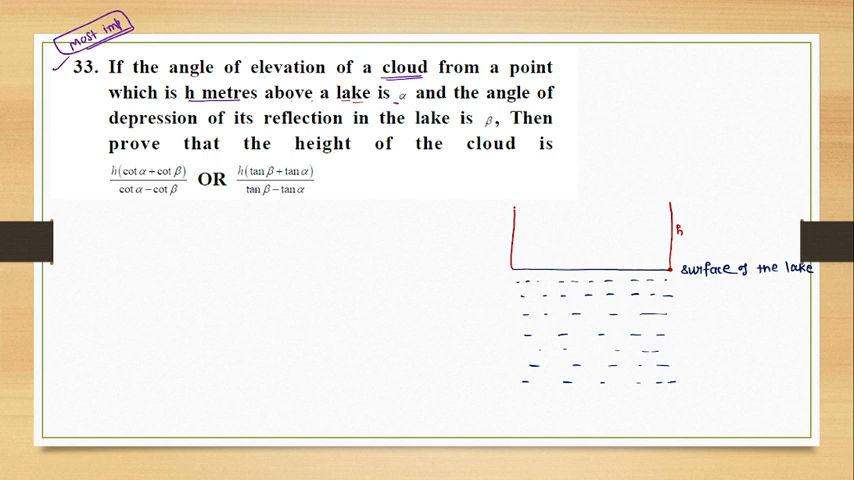 Most imp
33. If the angle of elevation of a cloud from a point
which is h metres above a lake is α and the angle of
depression of its reflection in the lake is β, Then
prove that the height of the cloud is
h(cot α + cot β) / cot α − cot β OR h(tan β + tan α) / tan β − tan α
h
surface of the lake